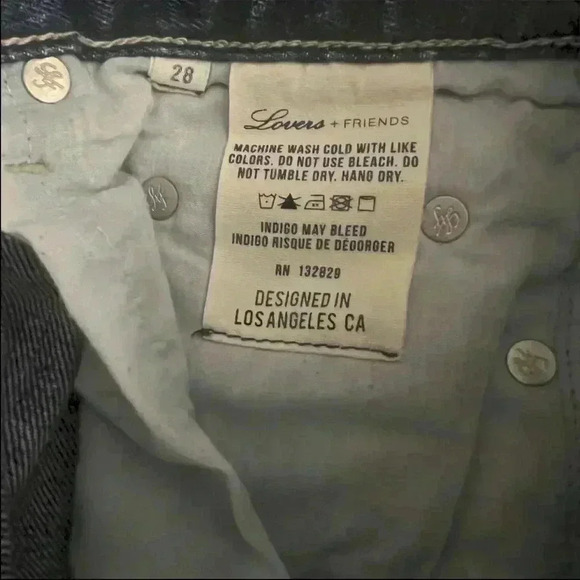 28
Lovers + FRIENDS
MACHINE WASH COLD WITH LIKE
COLORS. DO NOT USE BLEACH. DO
NOT TUMBLE DRY. HANG DRY.
INDIGO MAY BLEED
INDIGO RISQUE DE DÉGORGER
RN 132829
DESIGNED IN
LOS ANGELES CA